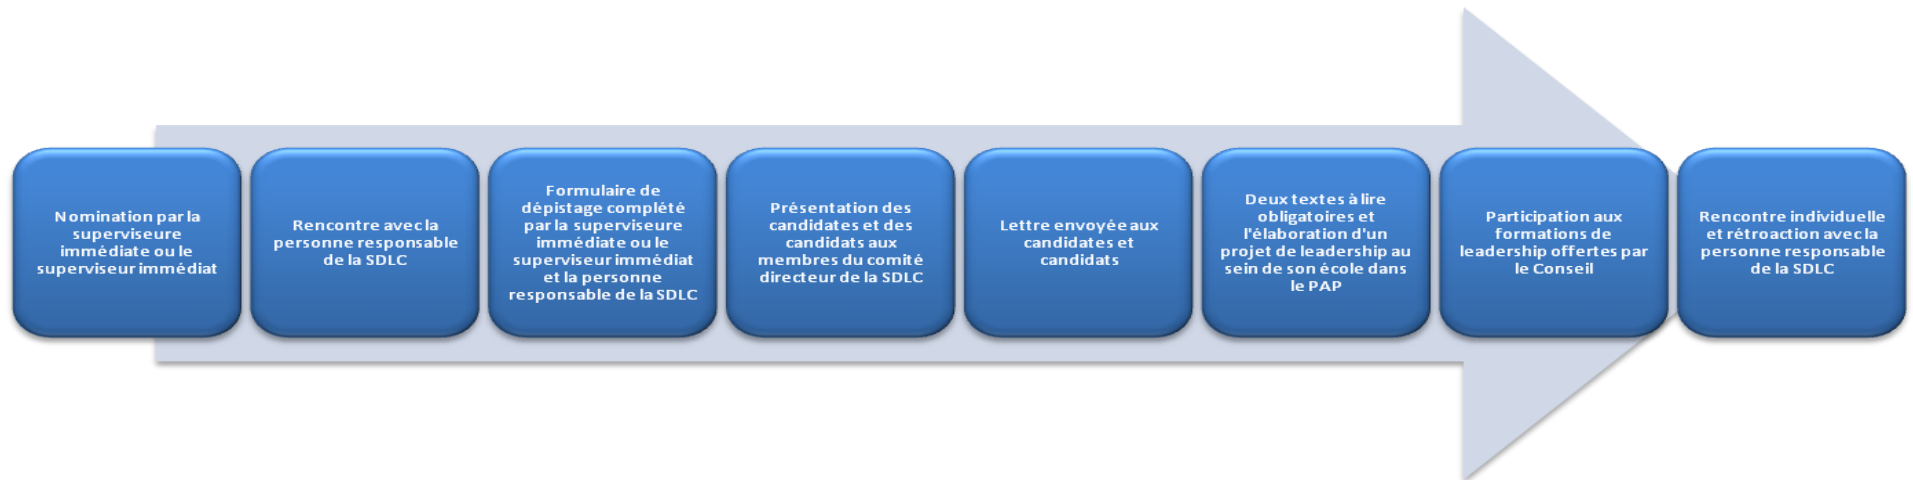 Nomination par la
superviseure
immédiate ou le
superviseur immédiat
Rencontre avec la
personne responsable
de la SDLC
Formulaire de
dépistage complété
par la superviseure
immédiate ou le
superviseur immédiat
et la personne
responsable de la SDLC
Présentation des
candidates et des
candidats aux
membres du comité
directeur de la SDLC
Lettre envoyée aux
candidates et
candidats
Deux textes à lire
obligatoires et
l'élaboration d'un
projet de leadership au
sein de son école dans
le PAP
Participation aux
formations de
leadership offertes par
le Conseil
Rencontre individuelle
et rétroaction avec la
personne responsable
de la SDLC